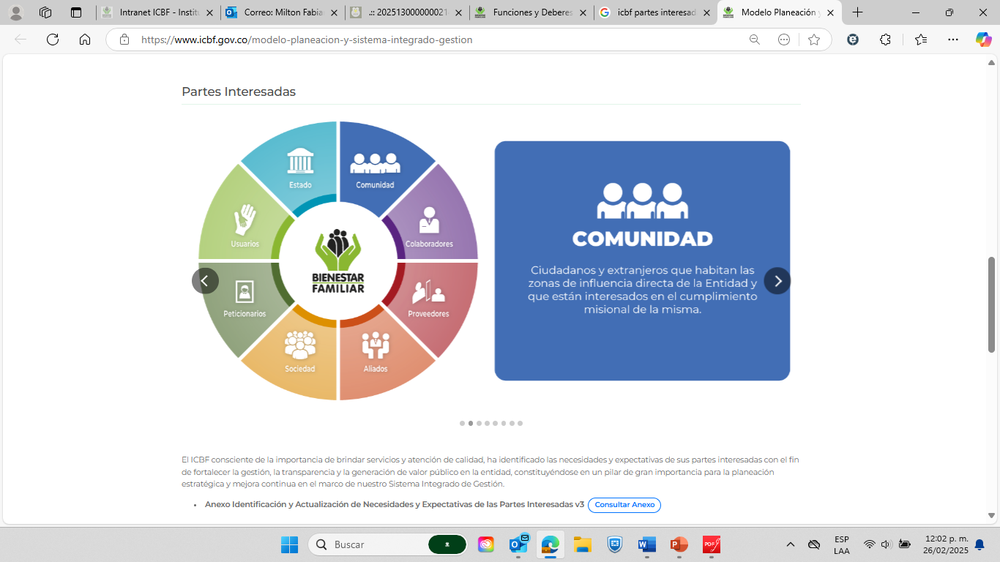 Intranet ICBF - Institu
Correo: Milton Fabia
.:: 202513000000021
Funciones y Deberes
icbf partes interesad
Modelo Planeación y
https://www.icbf.gov.co/modelo-planeacion-y-sistema-integrado-gestion
Partes Interesadas
Estado
Comunidad
Usuarios
Colaboradores
BIENESTAR
FAMILIAR
Peticionarios
Proveedores
Sociedad
Aliados
COMUNIDAD
Ciudadanos y extranjeros que habitan las
zonas de influencia directa de la Entidad y
que están interesados en el cumplimiento
misional de la misma.
El ICBF consciente de la importancia de brindar servicios y atención de calidad, ha identificado las necesidades y expectativas de sus partes interesadas con el fin
de fortalecer la gestión, la transparencia y la generación de valor público en la entidad, constituyéndose en un pilar de gran importancia para la planeación
estratégica y mejora continua en el marco de nuestro Sistema Integrado de Gestión.
• Anexo Identificación y Actualización de Necesidades y Expectativas de las Partes Interesadas v3 Consultar Anexo
Buscar
PDF
ESP
LAA
12:02 p. m.
26/02/2025